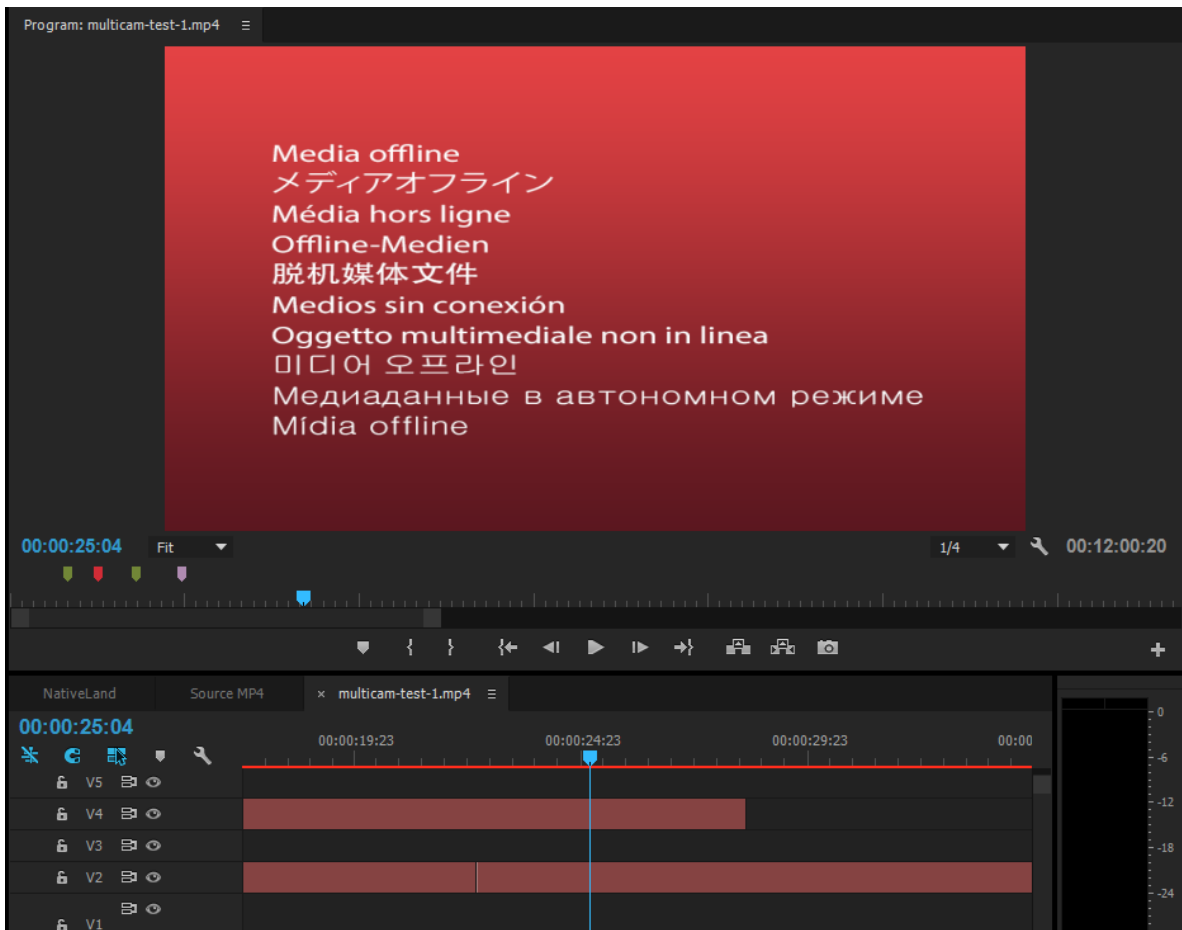 Program: multicam-test-1.mp4
Media offline
メディアオフライン
Média hors ligne
Offline-Medien
脱机媒体文件
Medios sin conexión
Oggetto multimediale non in linea
미디어 오프라인
Медиаданные в автономном режиме
Mídia offline
00:00:25:04 Fit 1/4 00:12:00:20
NativeLand Source MP4 × multicam-test-1.mp4
00:00:25:04
00:00:19:23 00:00:24:23 00:00:29:23 00:00
V5
V4
V3
V2
V1
0
-6
-12
-18
-24